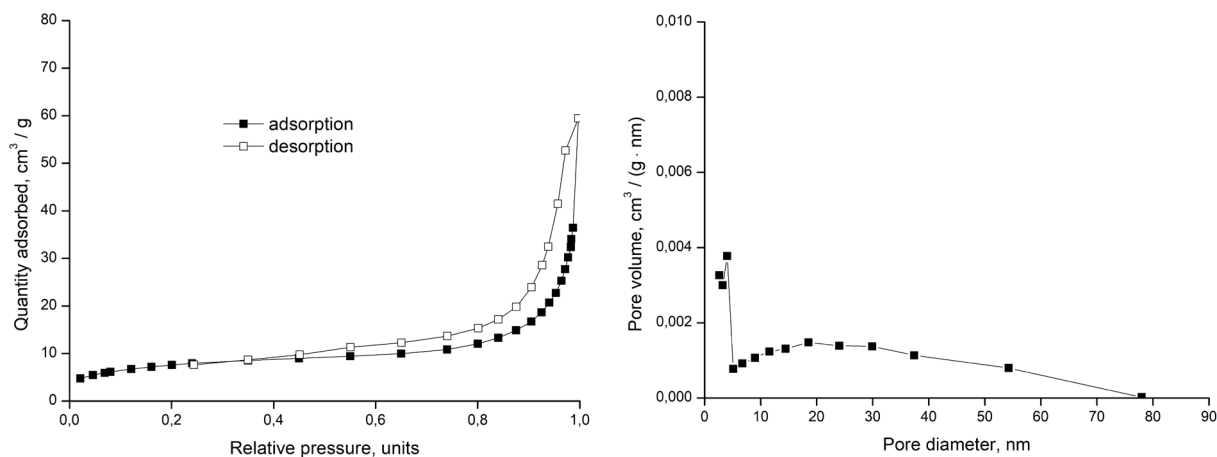 80
70
60
50
40
30
20
10
0
Quantity adsorbed, cm³ / g
adsorption
desorption
0,0 0,2 0,4 0,6 0,8 1,0
Relative pressure, units
0,010
0,008
0,006
0,004
0,002
0,000
Pore volume, cm³ / (g · nm)
0 10 20 30 40 50 60 70 80 90
Pore diameter, nm